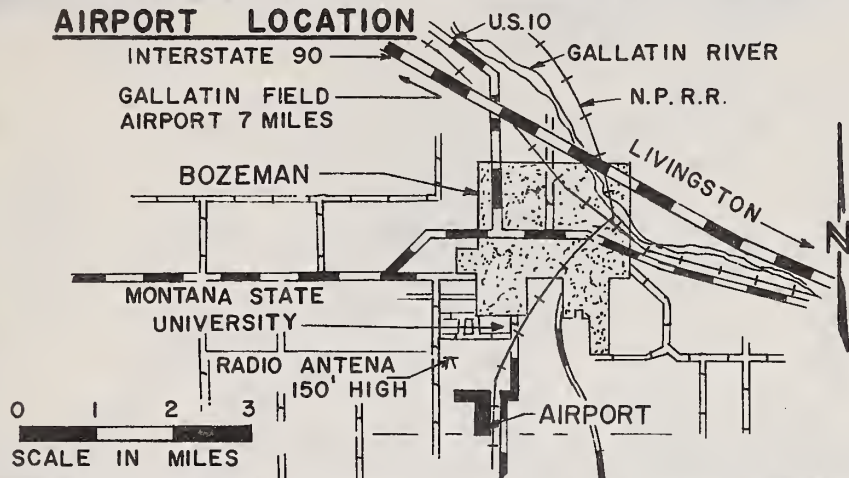 AIRPORT LOCATION
U.S.10
INTERSTATE 90
GALLATIN RIVER
GALLATIN FIELD
AIRPORT 7 MILES
N.P.R.R.
BOZEMAN
LIVINGSTON
N
MONTANA STATE
UNIVERSITY
RADIO ANTENA
150' HIGH
AIRPORT
0 1 2 3
SCALE IN MILES